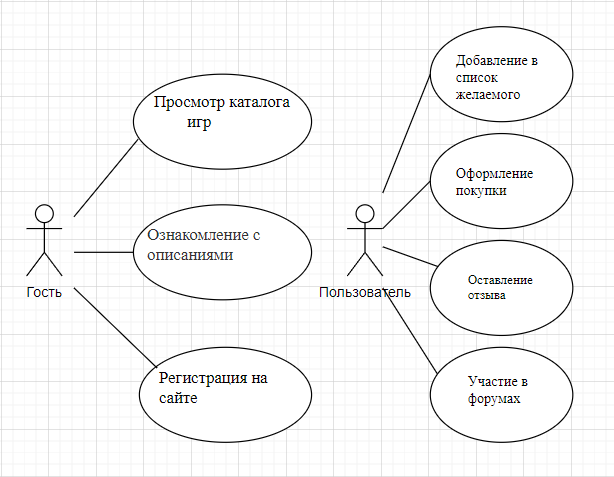 Просмотр каталога
игр
Ознакомление с
описаниями
Гость
Регистрация на
сайте
Добавление в
список
желаемого
Оформление
покупки
Пользователь
Оставление
отзыва
Участие в
форумах